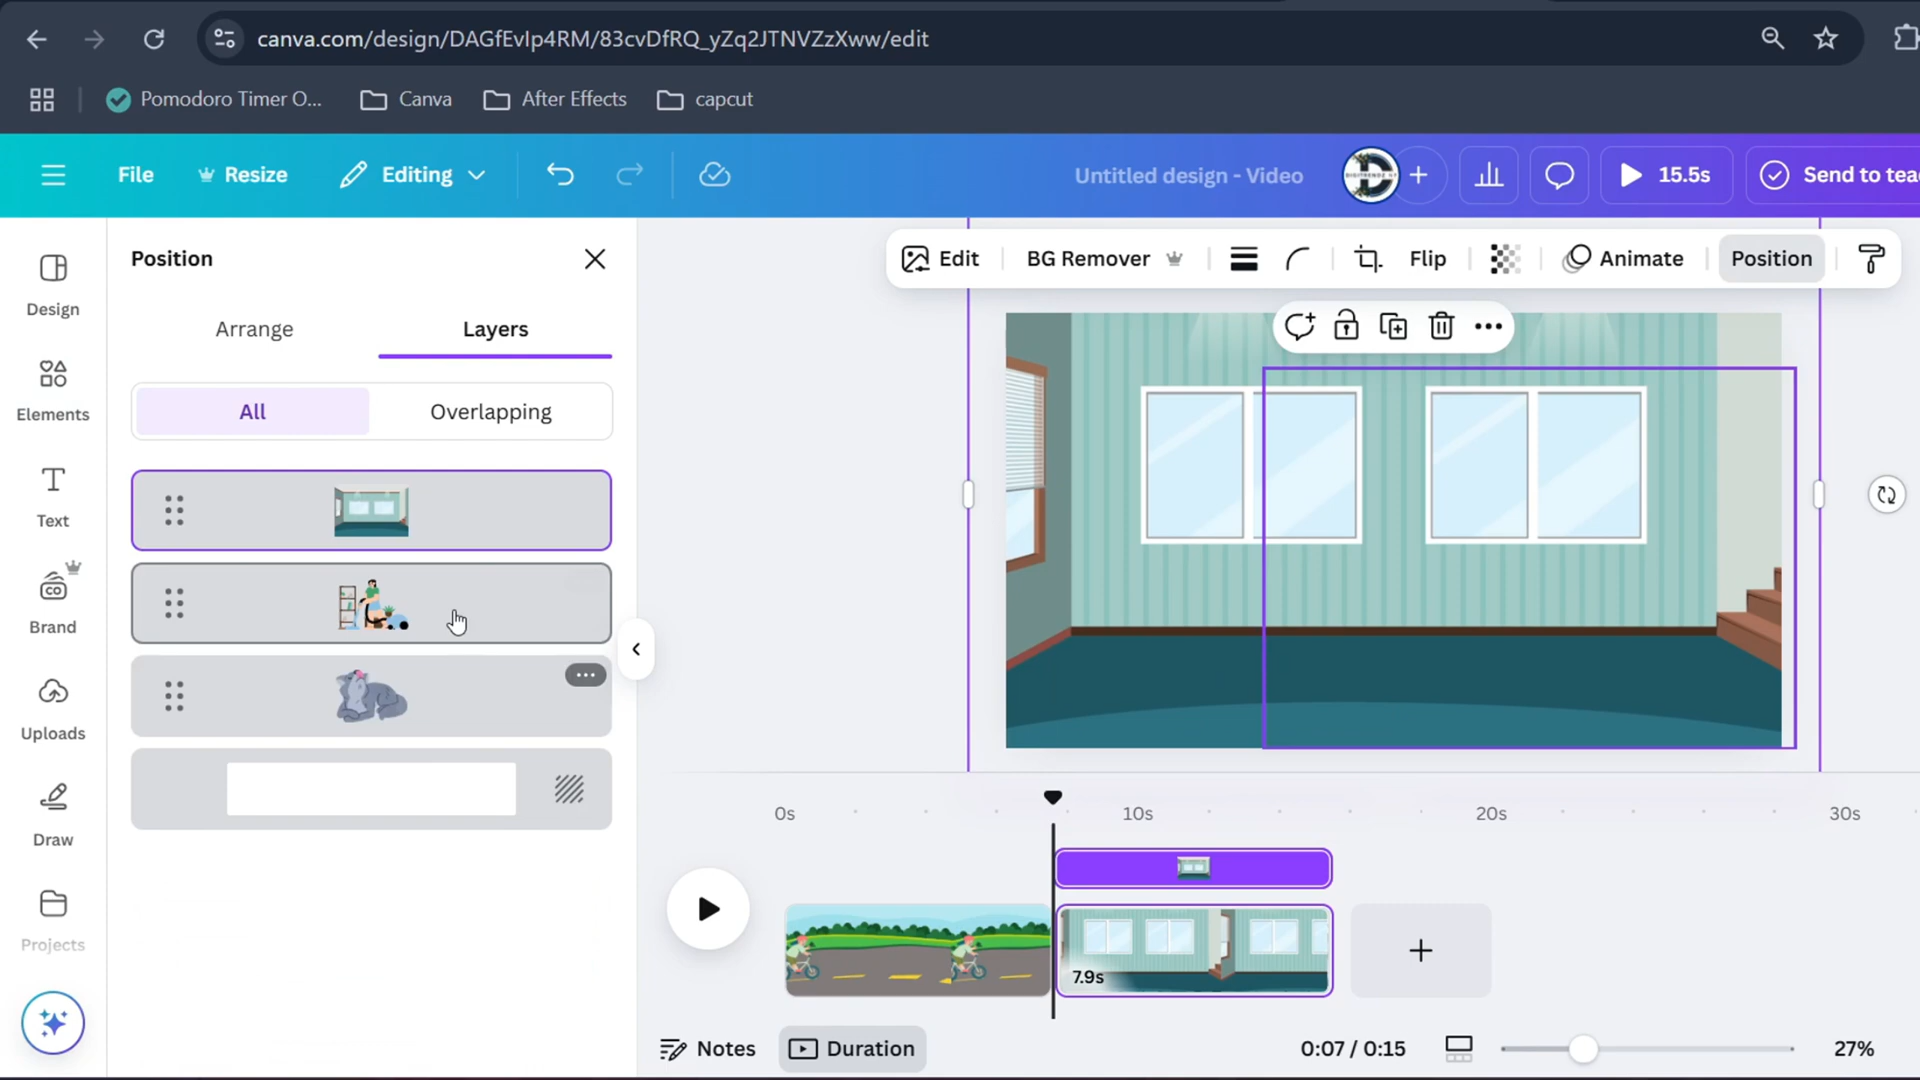 canva.com/design/DAGfEvIp4RM/83cvDfRQ_yZq2JTNVZzXww/edit
Pomodoro Timer O...
Canva
After Effects
capcut
File
Resize
Editing
Untitled design - Video
15.5s
Send to tea
Design
Elements
Text
Brand
Uploads
Draw
Projects
Position
Arrange
Layers
All
Overlapping
Edit
BG Remover
Flip
Animate
Position
0s
10s
20s
30s
7.9s
Notes
Duration
0:07 / 0:15
27%